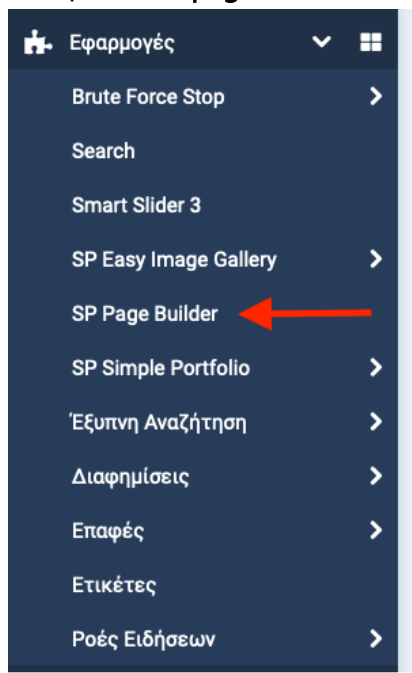 Εφαρμογές
Brute Force Stop
Search
Smart Slider 3
SP Easy Image Gallery
SP Page Builder
SP Simple Portfolio
Έξυπνη Αναζήτηση
Διαφημίσεις
Επαφές
Ετικέτες
Ροές Ειδήσεων